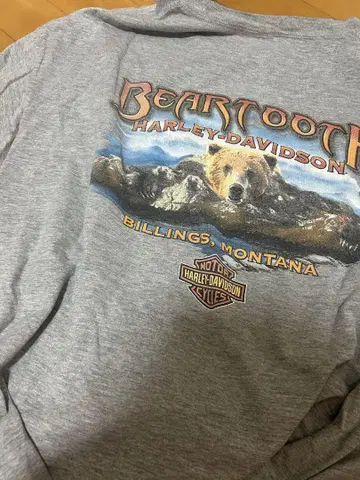 BEARTOOTH
HARLEY-DAVIDSON
BILLINGS, MONTANA
MOTOR
HARLEY-DAVIDSON
CYCLES